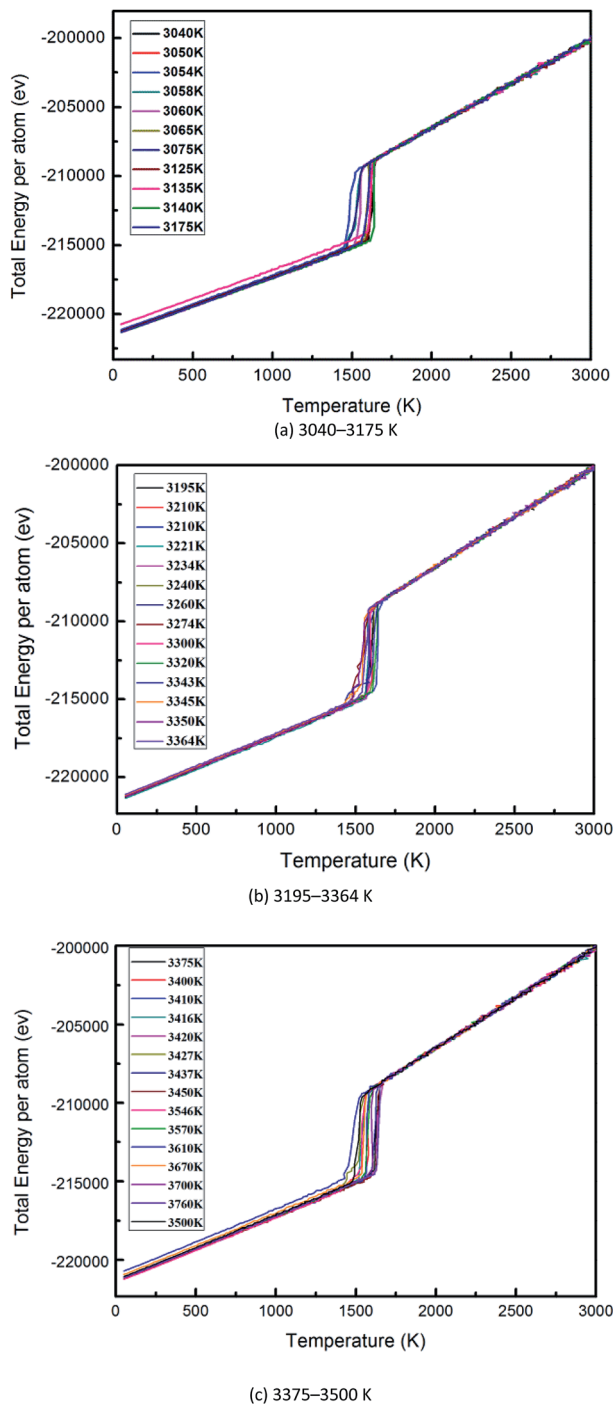 -200000
-205000
-210000
-215000
-220000
Total Energy per atom (ev)
3040K
3050K
3054K
3058K
3060K
3065K
3075K
3125K
3135K
3140K
3175K
0 500 1000 1500 2000 2500 3000
Temperature (K)
(a) 3040–3175 K
-200000
-205000
-210000
-215000
-220000
Total Energy per atom (ev)
3195K
3210K
3210K
3221K
3234K
3240K
3260K
3274K
3300K
3320K
3343K
3345K
3350K
3364K
0 500 1000 1500 2000 2500 3000
Temperature (K)
(b) 3195–3364 K
-200000
-205000
-210000
-215000
-220000
Total Energy per atom (ev)
3375K
3400K
3410K
3416K
3420K
3427K
3437K
3450K
3546K
3570K
3610K
3670K
3700K
3760K
3500K
0 500 1000 1500 2000 2500 3000
Temperature (K)
(c) 3375–3500 K